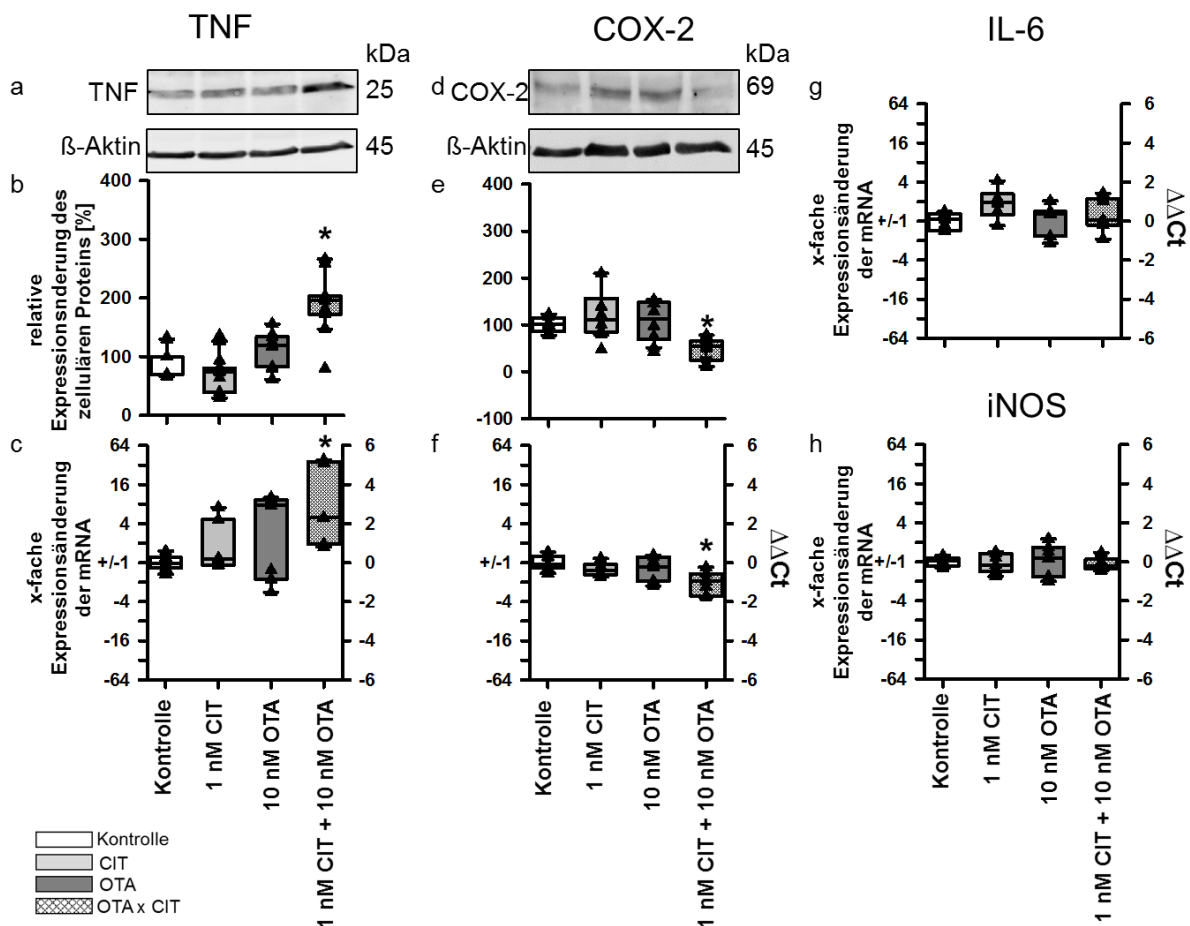 TNF
COX-2
IL-6
kDa
kDa
a
TNF
25
d
COX-2
69
g
ß-Aktin
45
ß-Aktin
45
b
400
300
200
100
0
relative
Expressionsnderung des
zellulären Proteins [%]
*
e
400
300
200
100
0
-100
*
64
16
4
+/-1
-4
-16
-64
x-fache
Expressionsänderung
der mRNA
6
4
2
0
-2
-4
-6
ΔΔCt
iNOS
c
64
16
4
+/-1
-4
-16
-64
x-fache
Expressionsänderung
der mRNA
*
6
4
2
0
-2
-4
-6
f
64
16
4
+/-1
-4
-16
-64
*
6
4
2
0
-2
-4
-6
ΔΔCt
h
64
16
4
+/-1
-4
-16
-64
x-fache
Expressionsänderung
der mRNA
6
4
2
0
-2
-4
-6
ΔΔCt
Kontrolle
1 nM CIT
10 nM OTA
1 nM CIT + 10 nM OTA
Kontrolle
1 nM CIT
10 nM OTA
1 nM CIT + 10 nM OTA
Kontrolle
1 nM CIT
10 nM OTA
1 nM CIT + 10 nM OTA
Kontrolle
CIT
OTA
OTA x CIT